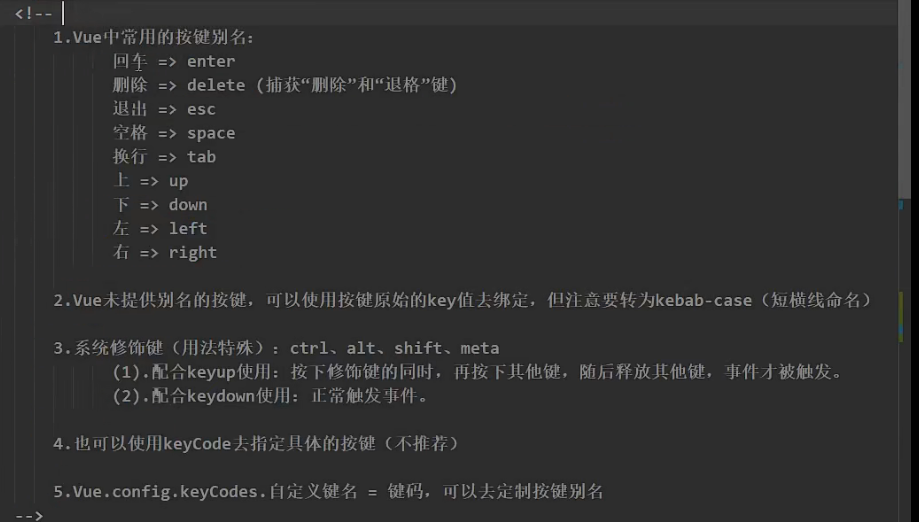 <!--
1.Vue中常用的按键别名:
回车 => enter
删除 => delete (捕获“删除”和“退格”键)
退出 => esc
空格 => space
换行 => tab
上 => up
下 => down
左 => left
右 => right
2.Vue未提供别名的按键，可以使用按键原始的key值去绑定，但注意要转为kebab-case（短横线命名）
3.系统修饰键（用法特殊）: ctrl、alt、shift、meta
(1).配合keyup使用：按下修饰键的同时，再按下其他键，随后释放其他键，事件才被触发。
(2).配合keydown使用：正常触发事件。
4.也可以使用keyCode去指定具体的按键（不推荐）
5.Vue.config.keyCodes.自定义键名 = 键码，可以去定制按键别名
-->